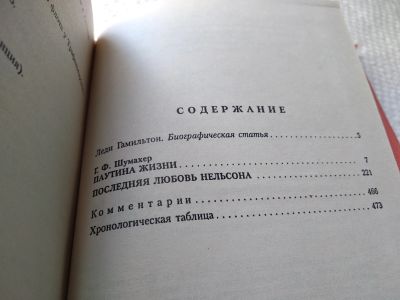 СОДЕРЖАНИЕ
Леди Гамильтон. Биографическая статья . . . . . . . . . . . . . . . 5
Г. Ф. Шумахер
ПАУТИНА ЖИЗНИ . . . . . . . . . . . . . . . . . . . . . . . . . . . 7
ПОСЛЕДНЯЯ ЛЮБОВЬ НЕЛЬСОНА . . . . . . . . . . . . . . . 221
Комментарии . . . . . . . . . . . . . . . . . . . . . . . . . 466
Хронологическая таблица . . . . . . . . . . . . . . . . . . . . . 473